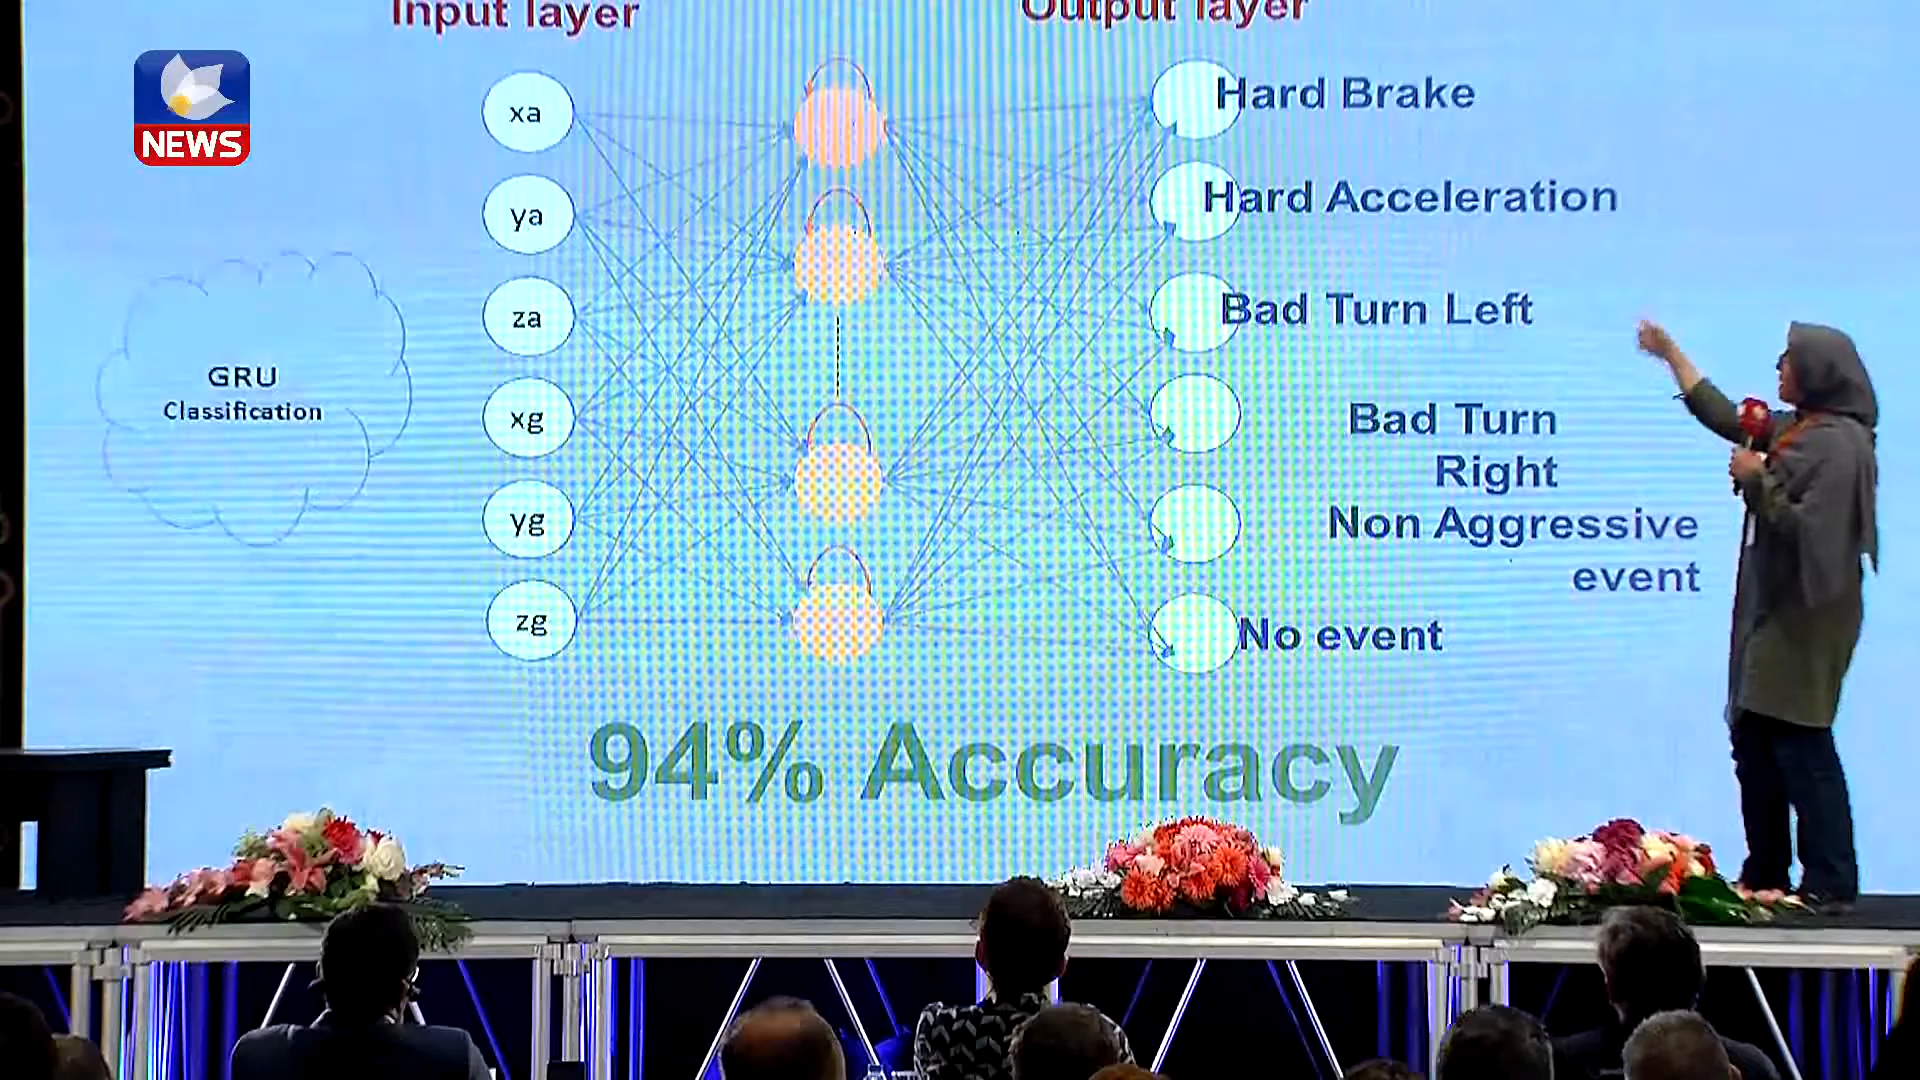 Input layer
Output layer
NEWS
xa
ya
za
xg
yg
zg
GRU
Classification
Hard Brake
Hard Acceleration
Bad Turn Left
Bad Turn
Right
Non Aggressive
event
No event
94% Accuracy